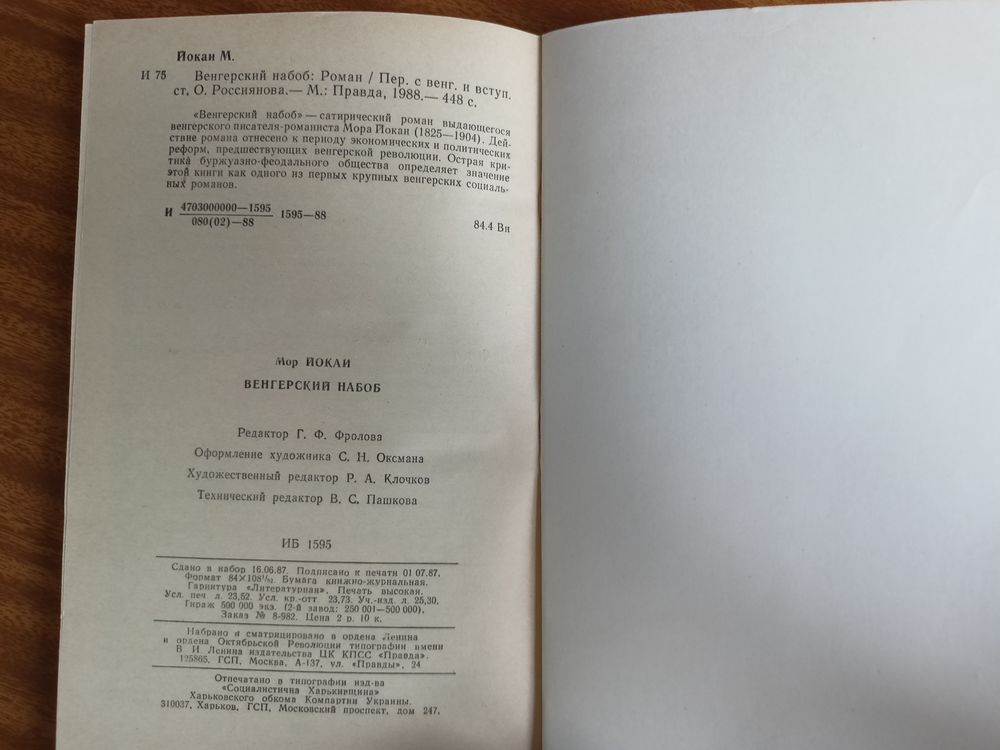 Йокаи М.
И 75 Венгерский набоб: Роман / Пер. с венг. и вступ.
ст, О. Россиянова.— М.: Правда, 1988.— 448 с.
«Венгерский набоб» — сатирический роман выдающегося
венгерского писателя-романиста Мора Йокаи (1825—1904). Дей-
ствие романа отнесено к периоду экономических и политических
реформ, предшествующих венгерской революции. Острая кри-
тика буржуазно-феодального общества определяет значение
этой книги как одного из первых крупных венгерских социаль-
ных романов.
И 4703000000—1595
080(02)—88
1595—88
84.4 Вн
Мор ЙОКАИ
ВЕНГЕРСКИЙ НАБОБ
Редактор Г. Ф. Фролова
Оформление художника С. Н. Оксмана
Художественный редактор Р. А. Клочков
Технический редактор В. С. Пашкова
ИБ 1595
Сдано в набор 16.06.87. Подписано к печати 01 07.87.
Формат 84×108¹/₃₂. Бумага книжно-журнальная.
Гарнитура «Литературная». Печать высокая.
Усл. печ л. 23,52. Усл. кр.-отт 23,73. Уч.-изд. л. 25,30.
Тираж 500 000 экз. (2-й завод: 250 001—500 000).
Заказ № 8-982. Цена 2 р. 10 к.
Набрано и сматрицировано в ордена Ленина
и ордена Октябрьской Революции типографии имени
В И. Ленина издательства ЦК КПСС «Правда».
125865, ГСП, Москва, А-137, ул. «Правды», 24
Отпечатано в типографии изд-ва
«Социалистична Харькивщина»
Харьковского обкома Компартии Украины.
310037, Харьков, ГСП, Московский проспект, дом 247.